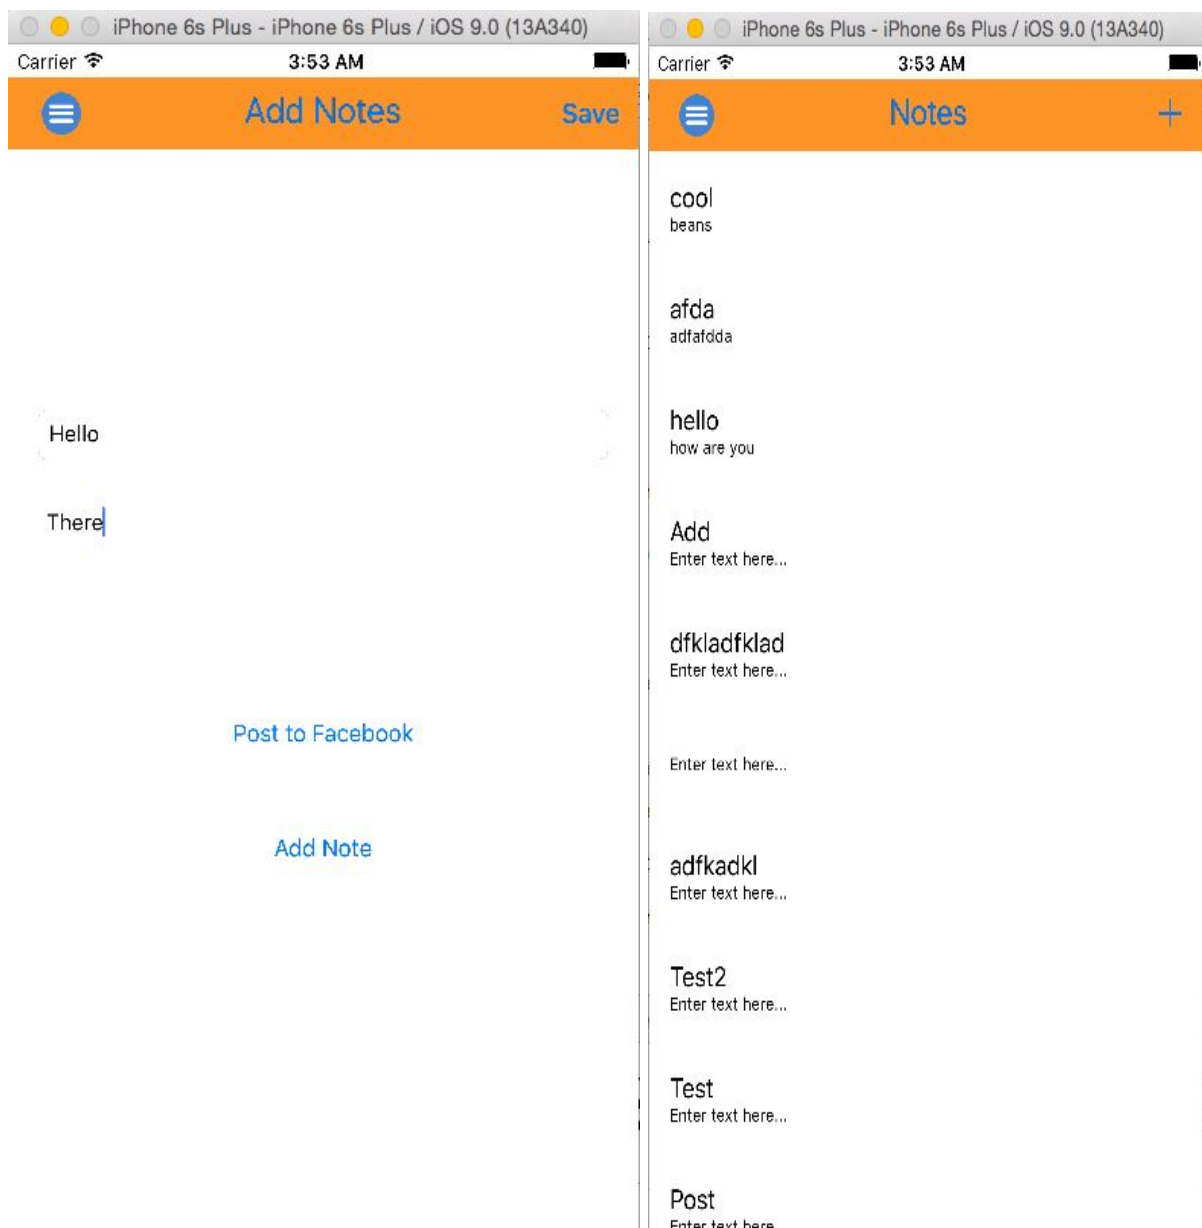 iPhone 6s Plus - iPhone 6s Plus / iOS 9.0 (13A340)
Carrier 3:53 AM
Add Notes Save
Hello
There
Post to Facebook
Add Note
iPhone 6s Plus - iPhone 6s Plus / iOS 9.0 (13A340)
Carrier 3:53 AM
Notes +
cool
beans
afda
adfafdda
hello
how are you
Add
Enter text here...
dfkladfklad
Enter text here...
Enter text here...
adfkadkl
Enter text here...
Test2
Enter text here...
Test
Enter text here...
Post
Enter text here